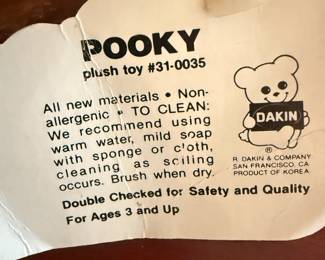 POOKY
plush toy #31-0035
All new materials • Non-
allergenic • TO CLEAN:
We recommend using
warm water, mild soap
with sponge or cloth,
cleaning as soiling
occurs. Brush when dry.
DAKIN
®
R. DAKIN & COMPANY
SAN FRANCISCO, CA
PRODUCT OF KOREA
Double Checked for Safety and Quality
For Ages 3 and Up